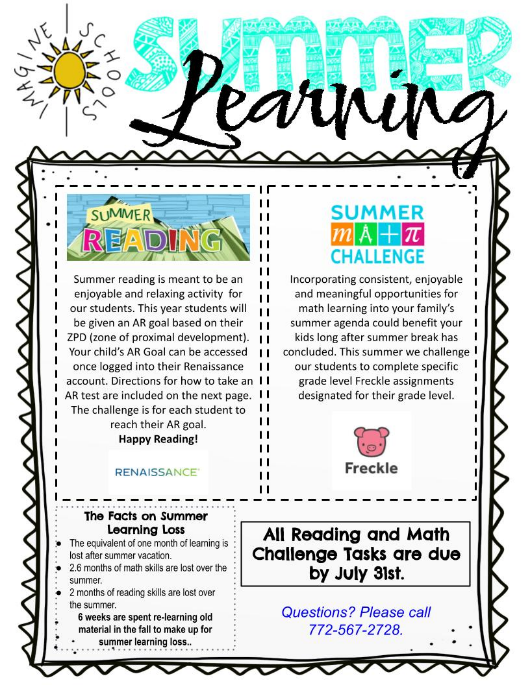 IMAGINE SCHOOLS
SUMMER
Learning
SUMMER
READING
Summer reading is meant to be an
enjoyable and relaxing activity for
our students. This year students will
be given an AR goal based on their
ZPD (zone of proximal development).
Your child's AR Goal can be accessed
once logged into their Renaissance
account. Directions for how to take an
AR test are included on the next page.
The challenge is for each student to
reach their AR goal.
Happy Reading!
RENAISSANCE
SUMMER
mA+π
CHALLENGE
Incorporating consistent, enjoyable
and meaningful opportunities for
math learning into your family's
summer agenda could benefit your
kids long after summer break has
concluded. This summer we challenge
our students to complete specific
grade level Freckle assignments
designated for their grade level.
Freckle
The Facts on Summer
Learning Loss
• The equivalent of one month of learning is
lost after summer vacation.
• 2.6 months of math skills are lost over the
summer.
• 2 months of reading skills are lost over
the summer.
6 weeks are spent re-learning old
material in the fall to make up for
summer learning loss..
All Reading and Math
Challenge Tasks are due
by July 31st.
Questions? Please call
772-567-2728.